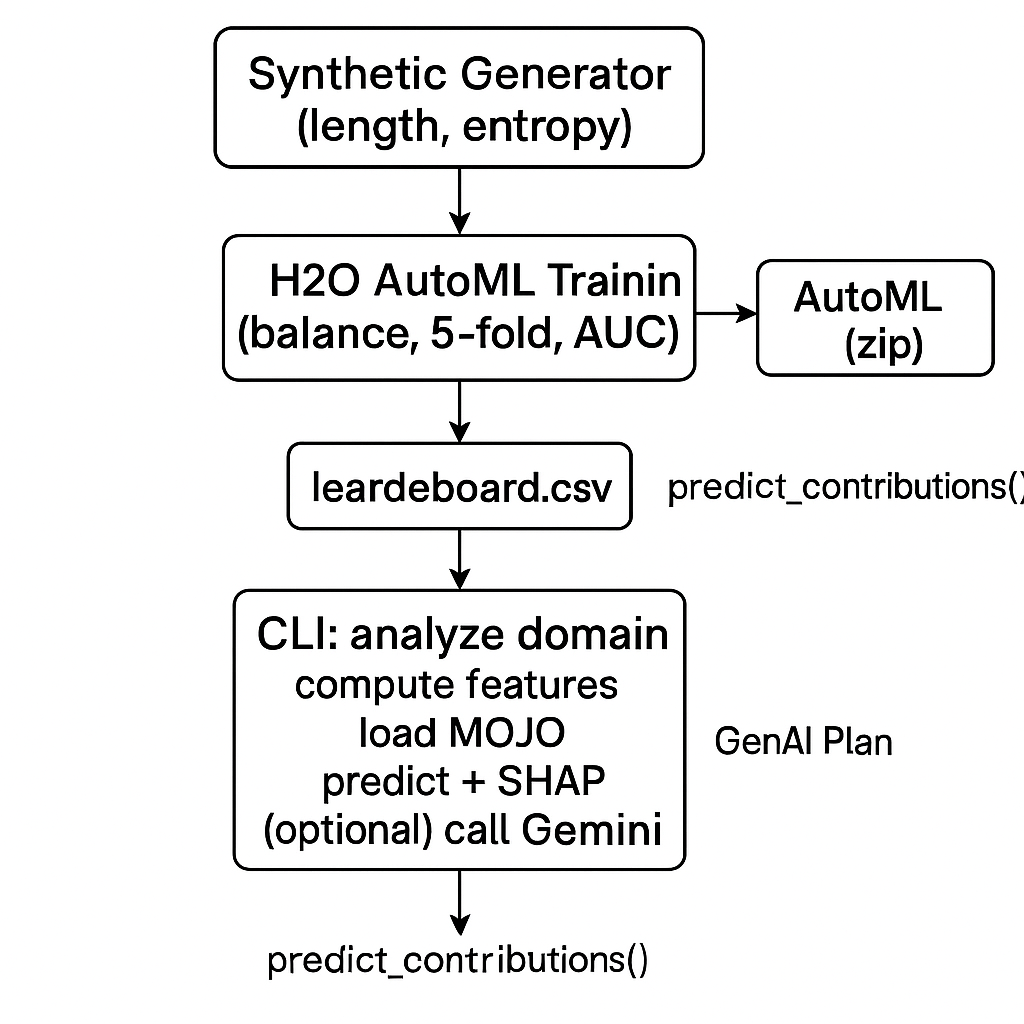 Synthetic Generator
(length, entropy)
H2O AutoML Trainin
(balance, 5-fold, AUC)
AutoML
(zip)
leardeboard.csv
predict_contributions()
CLI: analyze domain
compute features
load MOJO
predict + SHAP
(optional) call Gemini
GenAI Plan
predict_contributions()